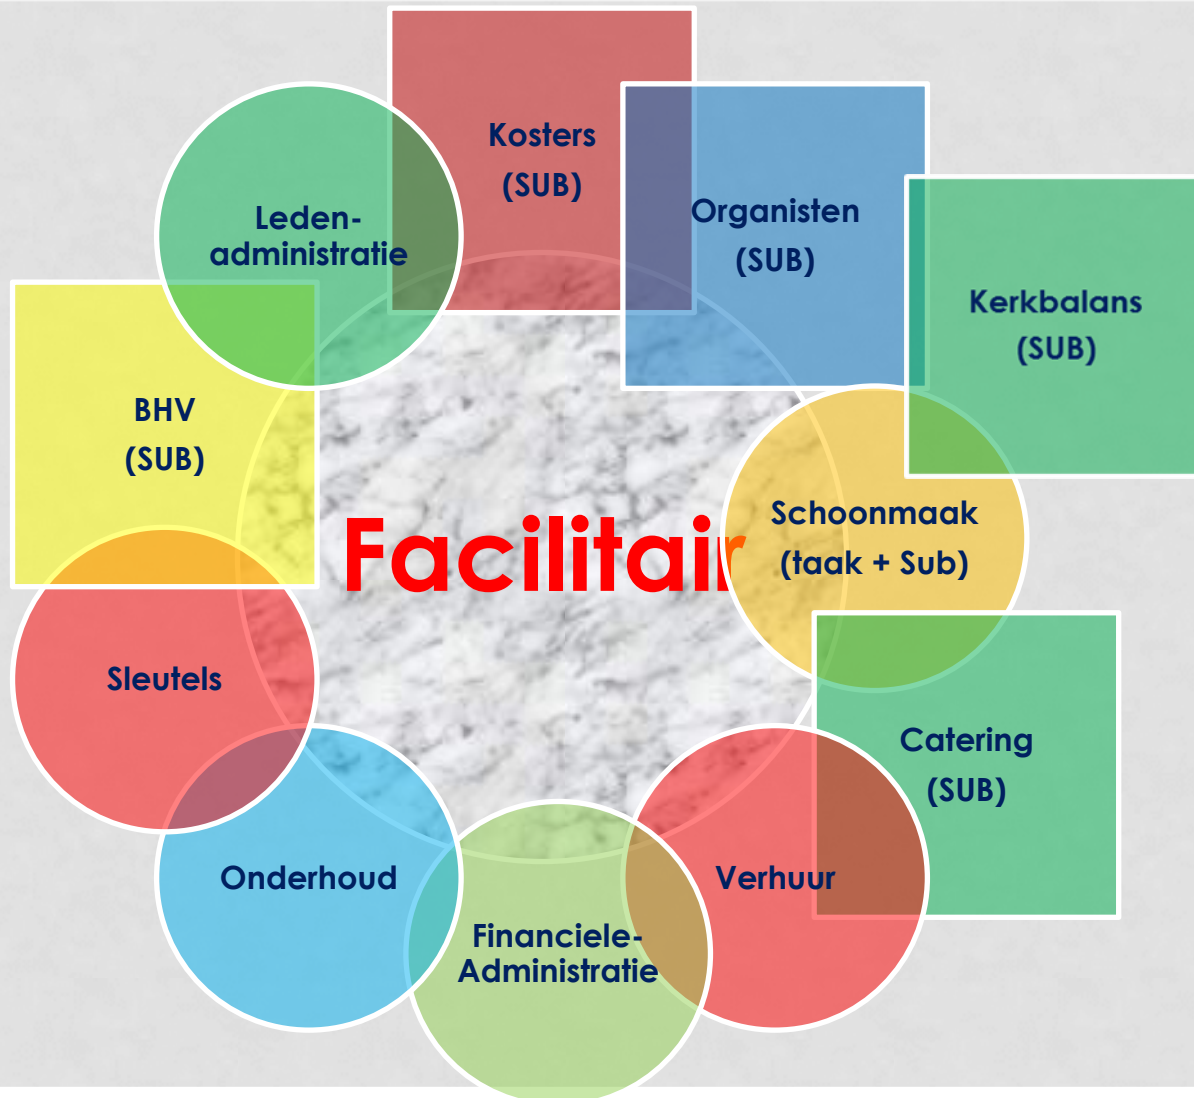 Kosters
(SUB)
Organisten
(SUB)
Leden-
administratie
Kerkbalans
(SUB)
BHV
(SUB)
Facilitair
Schoonmaak
(taak + Sub)
Sleutels
Catering
(SUB)
Onderhoud
Verhuur
Financiele-
Administratie